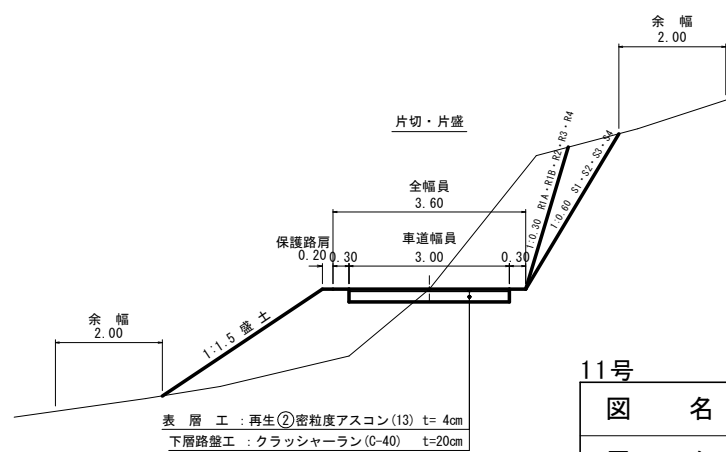 余 幅
2.00
片切・片盛
全幅員
3.60
保護路肩
車道幅員
0.20
0.30
3.00
0.30
1:0.30 R1A・R1B・R2・R3・R4
1:0.60 S1・S2・S3・S4
余 幅
2.00
1:1.5 盛 土
表 層 工 : 再生②密粒度アスコン(13) t= 4cm
下層路盤工 : クラッシャーラン(C-40) t=20cm
11号
図 名